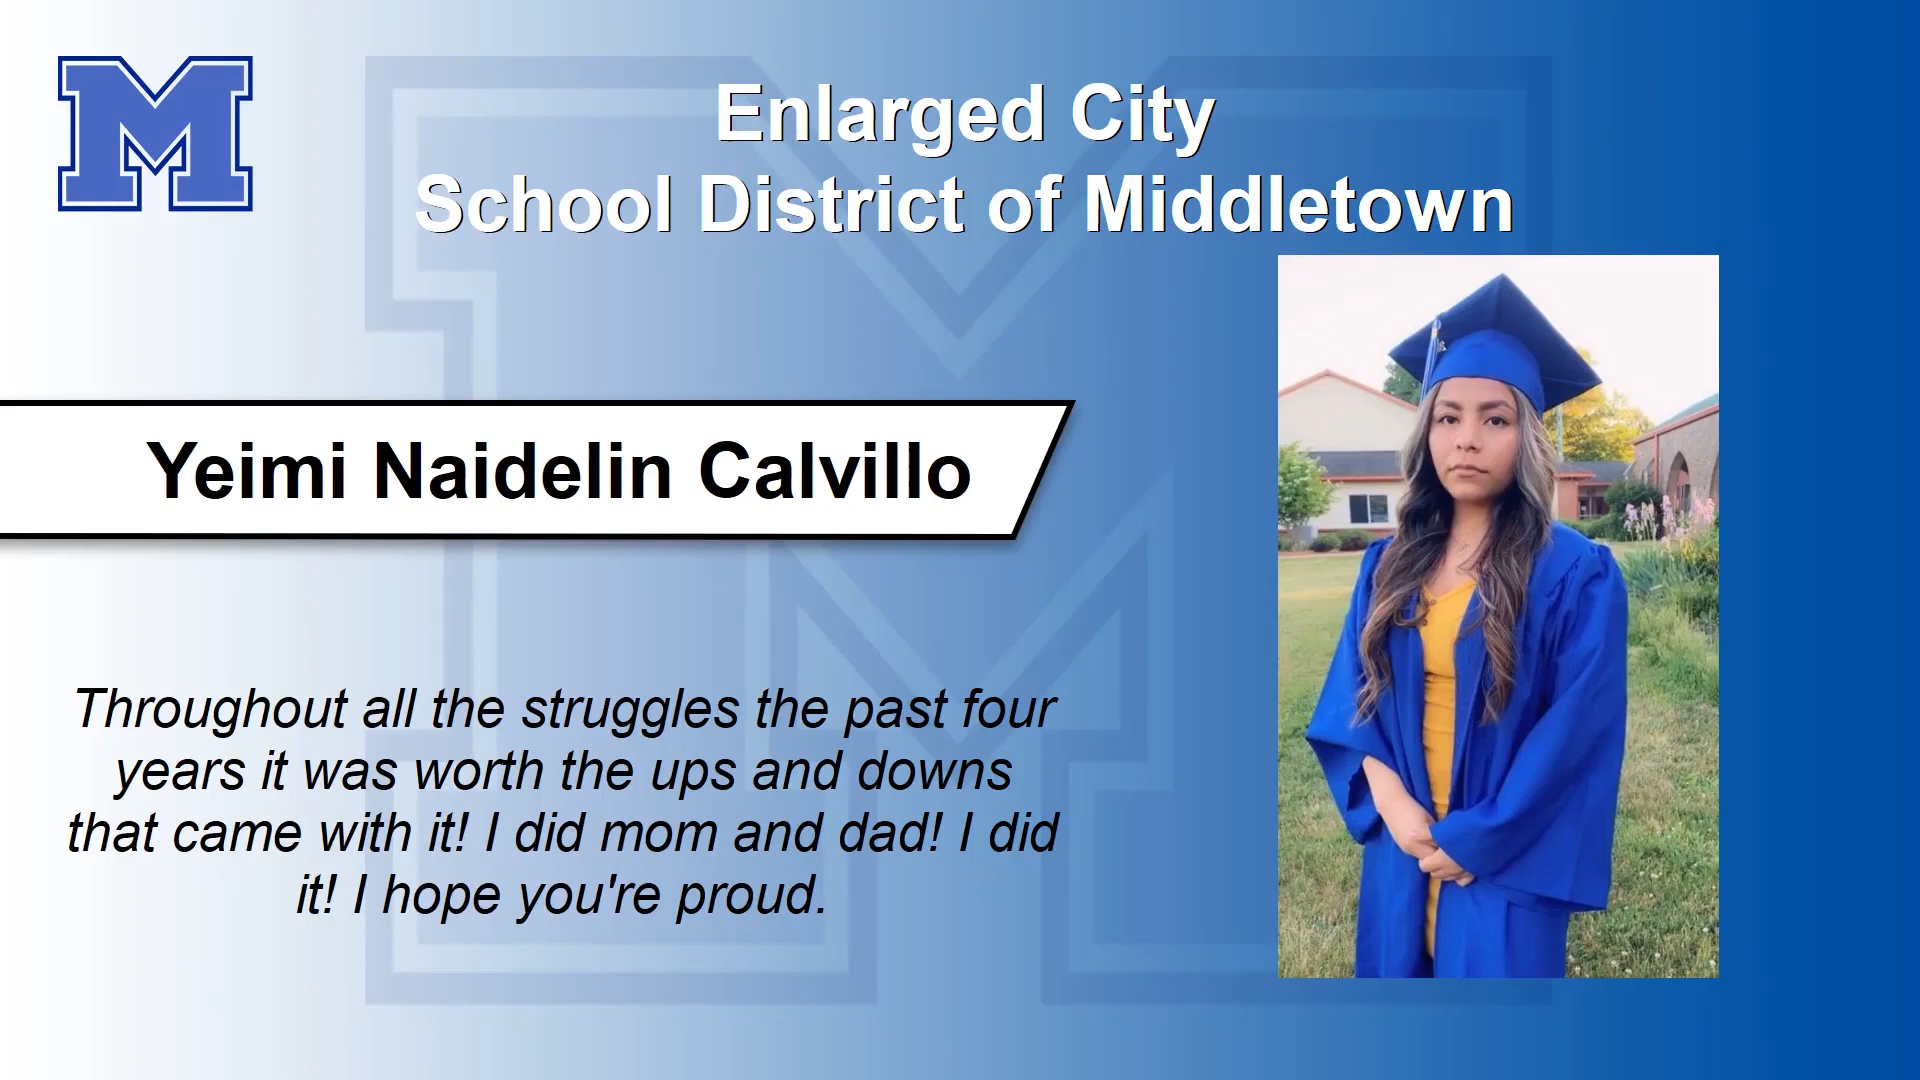 M
Enlarged City
School District of Middletown
Yeimi Naidelin Calvillo
Throughout all the struggles the past four
years it was worth the ups and downs
that came with it! I did mom and dad! I did
it! I hope you're proud.